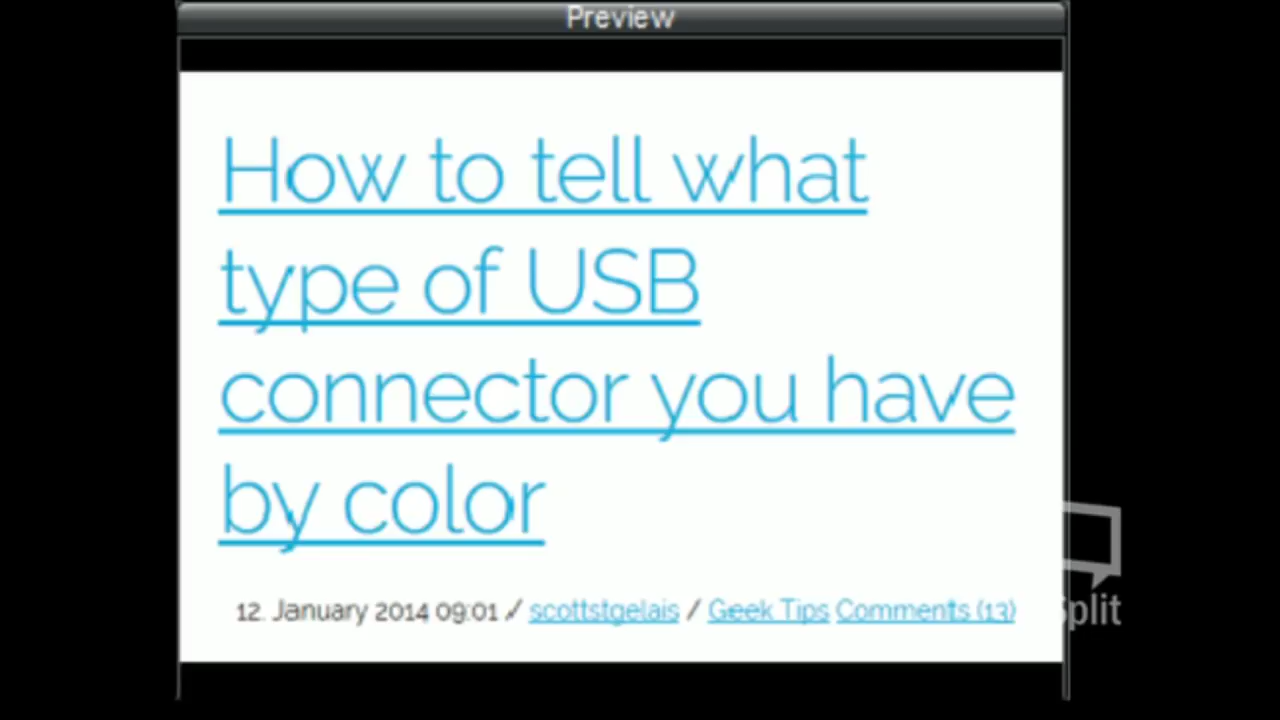 Preview
How to tell what
type of USB
connector you have
by color
12. January 2014 09:01 / scottstgelais / Geek Tips Comments (13)
Split